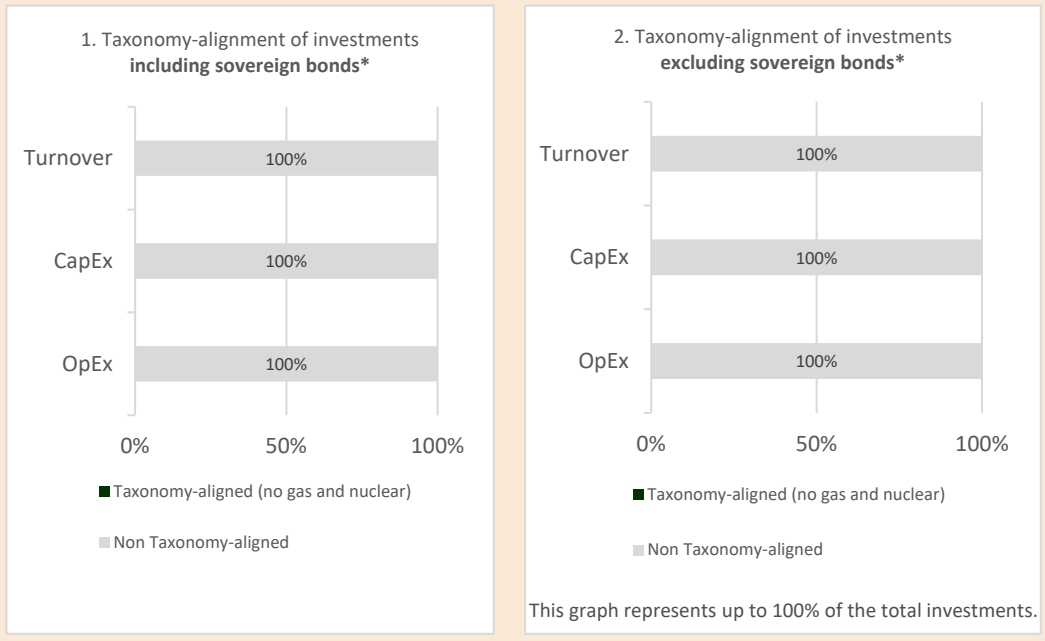 1. Taxonomy-alignment of investments
including sovereign bonds*
Turnover
100%
CapEx
100%
OpEx
100%
0%
50%
100%
Taxonomy-aligned (no gas and nuclear)
Non Taxonomy-aligned
2. Taxonomy-alignment of investments
excluding sovereign bonds*
Turnover
100%
CapEx
100%
OpEx
100%
0%
50%
100%
Taxonomy-aligned (no gas and nuclear)
Non Taxonomy-aligned
This graph represents up to 100% of the total investments.